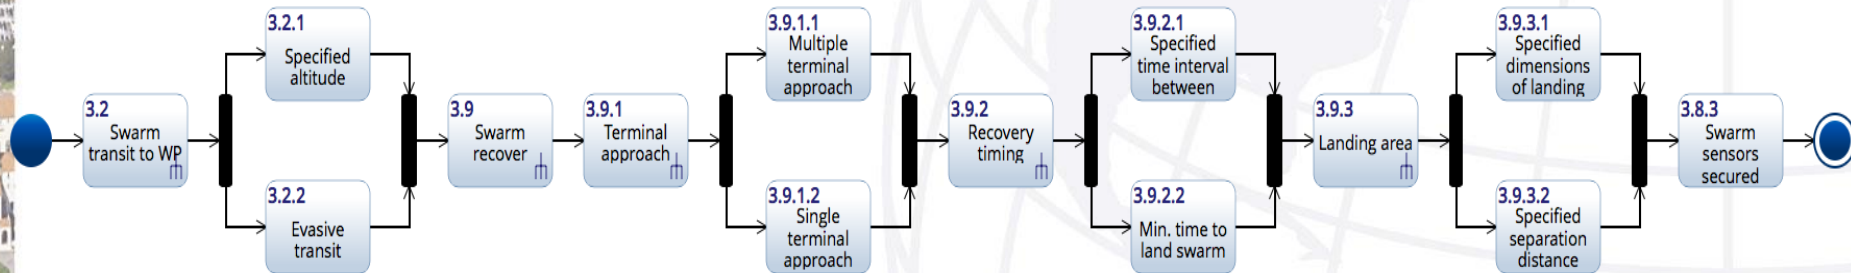 3.2
Swarm
transit to WP
3.2.1
Specified
altitude
3.2.2
Evasive
transit
3.9
Swarm
recover
3.9.1
Terminal
approach
3.9.1.1
Multiple
terminal
approach
3.9.1.2
Single
terminal
approach
3.9.2
Recovery
timing
3.9.2.1
Specified
time interval
between
3.9.2.2
Min. time to
land swarm
3.9.3
Landing area
3.9.3.1
Specified
dimensions
of landing
3.9.3.2
Specified
separation
distance
3.8.3
Swarm
sensors
secured